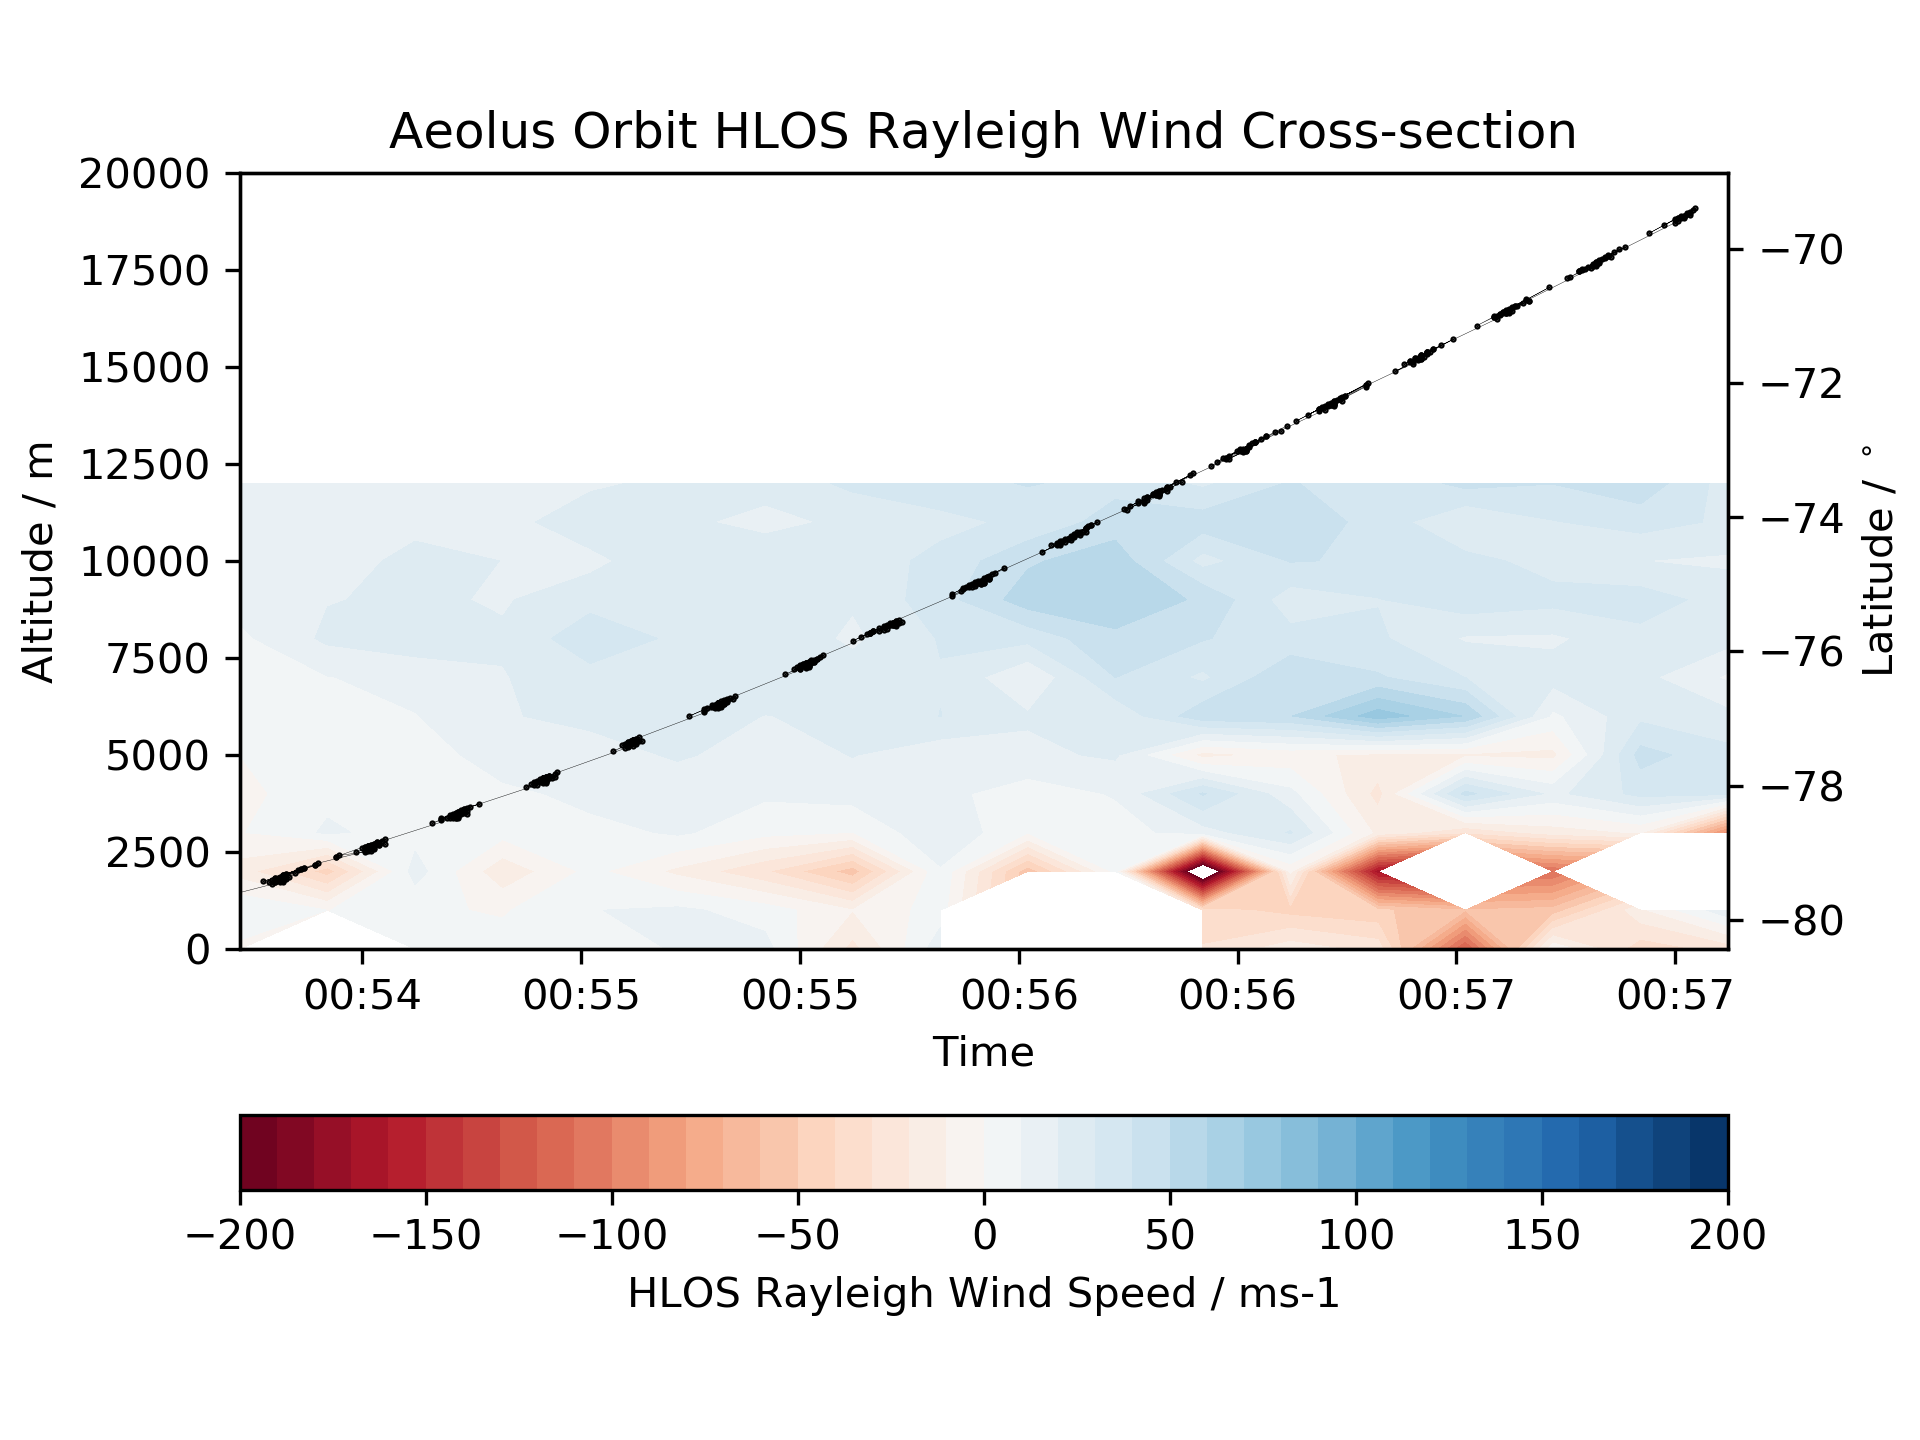 Aeolus Orbit HLOS Rayleigh Wind Cross-section
20000
17500
15000
12500
10000
7500
5000
2500
0
Altitude / m
−70
−72
−74
−76
−78
−80
Latitude / °
00:54 00:55 00:55 00:56 00:56 00:57 00:57
Time
−200 −150 −100 −50 0 50 100 150 200
HLOS Rayleigh Wind Speed / ms-1